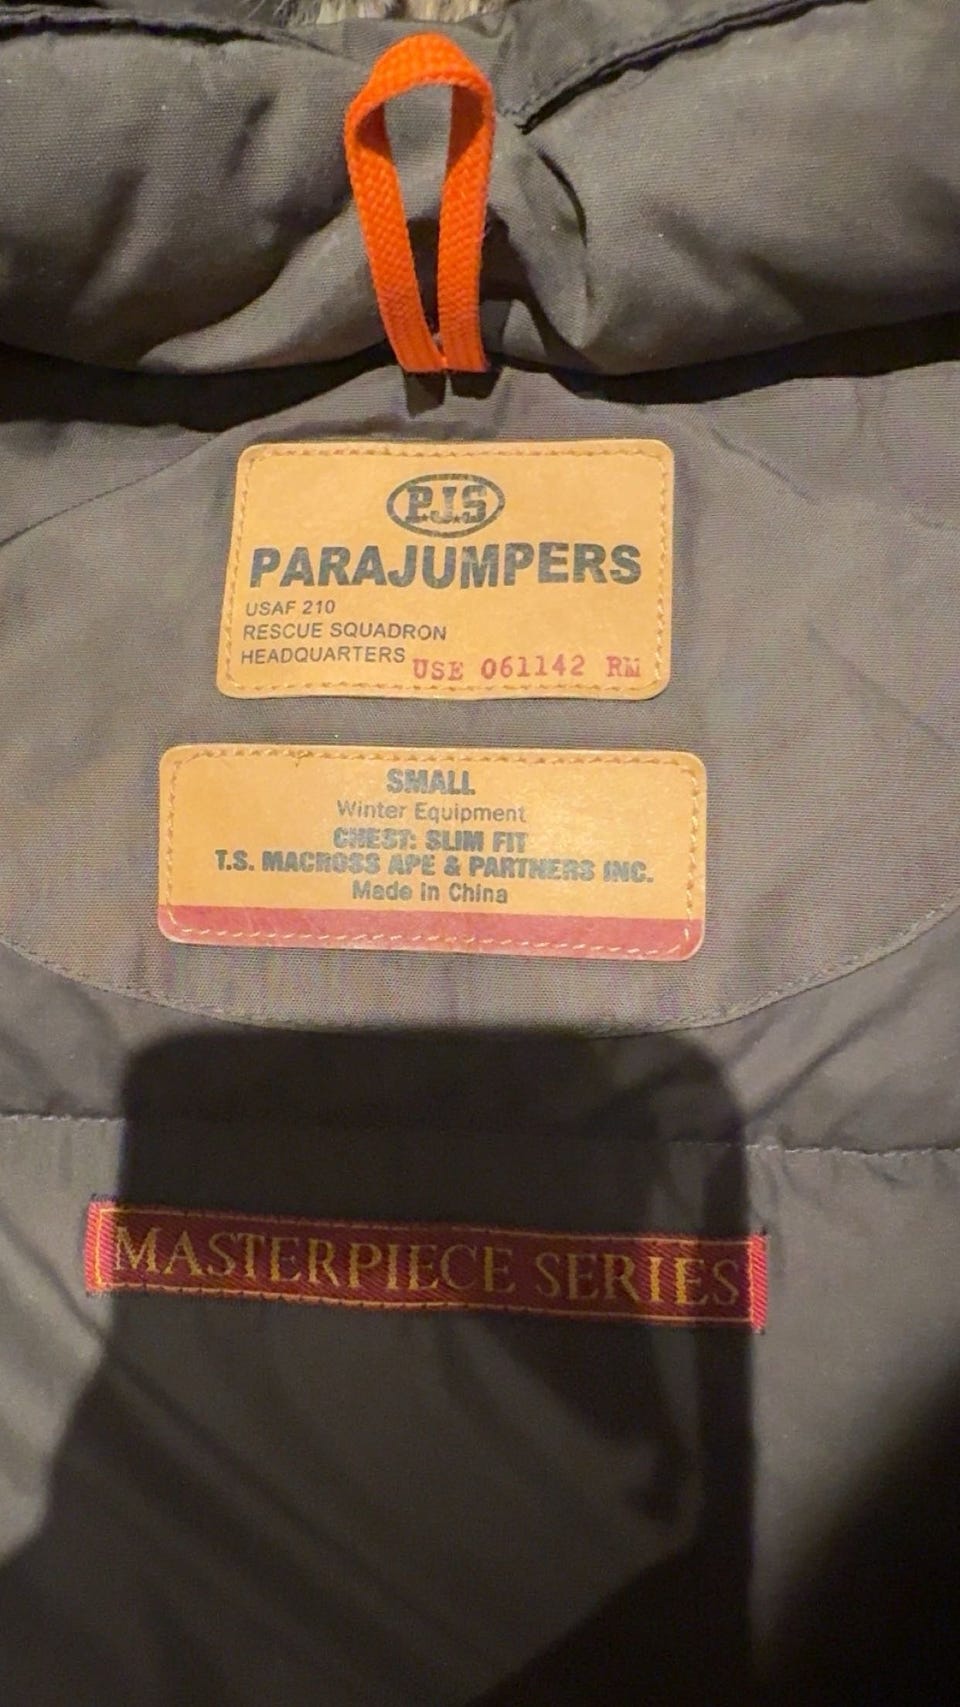 P.J.S
PARAJUMPERS
USAF 210
RESCUE SQUADRON
HEADQUARTERS USE 061142 RM
SMALL
Winter Equipment
CHEST: SLIM FIT
T.S. MACROSS APE & PARTNERS INC.
Made in China
MASTERPIECE SERIES